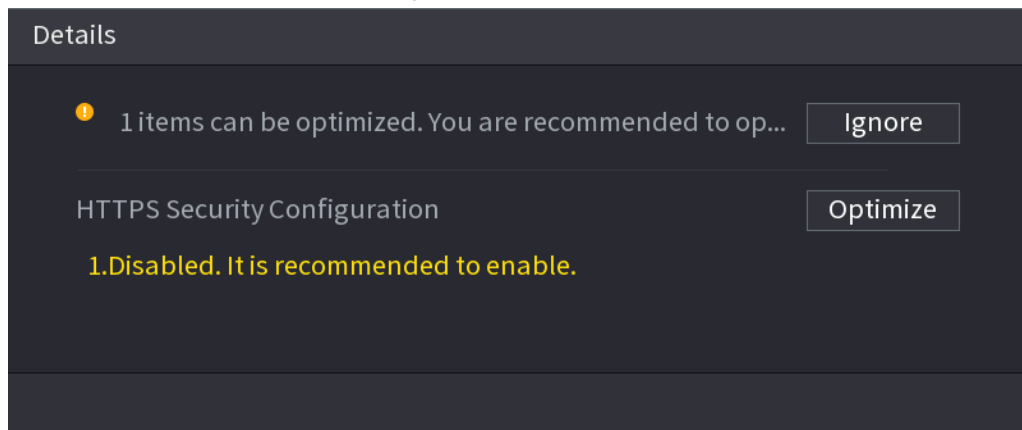 Details
1 items can be optimized. You are recommended to op... Ignore
HTTPS Security Configuration Optimize
1.Disabled. It is recommended to enable.